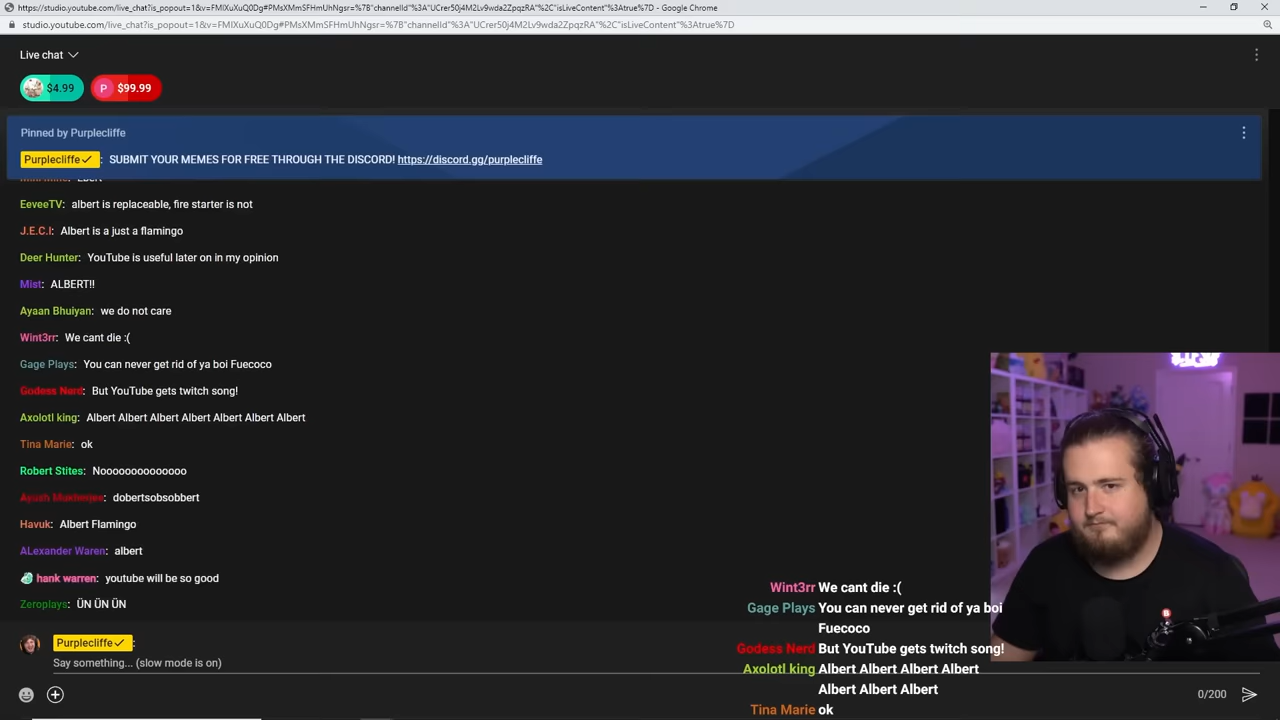 https://studio.youtube.com/live_chat?is_popout=1&v=FMIXuXuQ0Dg#PMsXMmSFHmUhNgsr=%7B"channelId"%3A"UCrer50j4M2Lv9wda2ZpqzRA"%2C"isLiveContent"%3Atrue%7D - Google Chrome
studio.youtube.com/live_chat?is_popout=1&v=FMIXuXuQ0Dg#PMsXMmSFHmUhNgsr=%7B"channelId"%3A"UCrer50j4M2Lv9wda2ZpqzRA"%2C"isLiveContent"%3Atrue%7D
Live chat
$4.99 P $99.99
Pinned by Purplecliffe
Purplecliffe: SUBMIT YOUR MEMES FOR FREE THROUGH THE DISCORD! https://discord.gg/purplecliffe
EeveeTV: albert is replaceable, fire starter is not
J.E.C.I: Albert is a just a flamingo
Deer Hunter: YouTube is useful later on in my opinion
Mist: ALBERT!!
Ayaan Bhuiyan: we do not care
Wint3rr: We cant die :(
Gage Plays: You can never get rid of ya boi Fuecoco
Godess Nerd: But YouTube gets twitch song!
Axolotl king: Albert Albert Albert Albert Albert Albert Albert
Tina Marie: ok
Robert Stites: Nooooooooooooo
Ayush Mukherjee: dobertsobsobbert
Havuk: Albert Flamingo
ALexander Waren: albert
hank warren: youtube will be so good
Zeroplays: ÜN ÜN ÜN
Purplecliffe:
Say something... (slow mode is on)
0/200
Wint3rr We cant die :(
Gage Plays You can never get rid of ya boi
Fuecoco
Godess Nerd But YouTube gets twitch song!
Axolotl king Albert Albert Albert Albert
Albert Albert Albert
Tina Marie ok